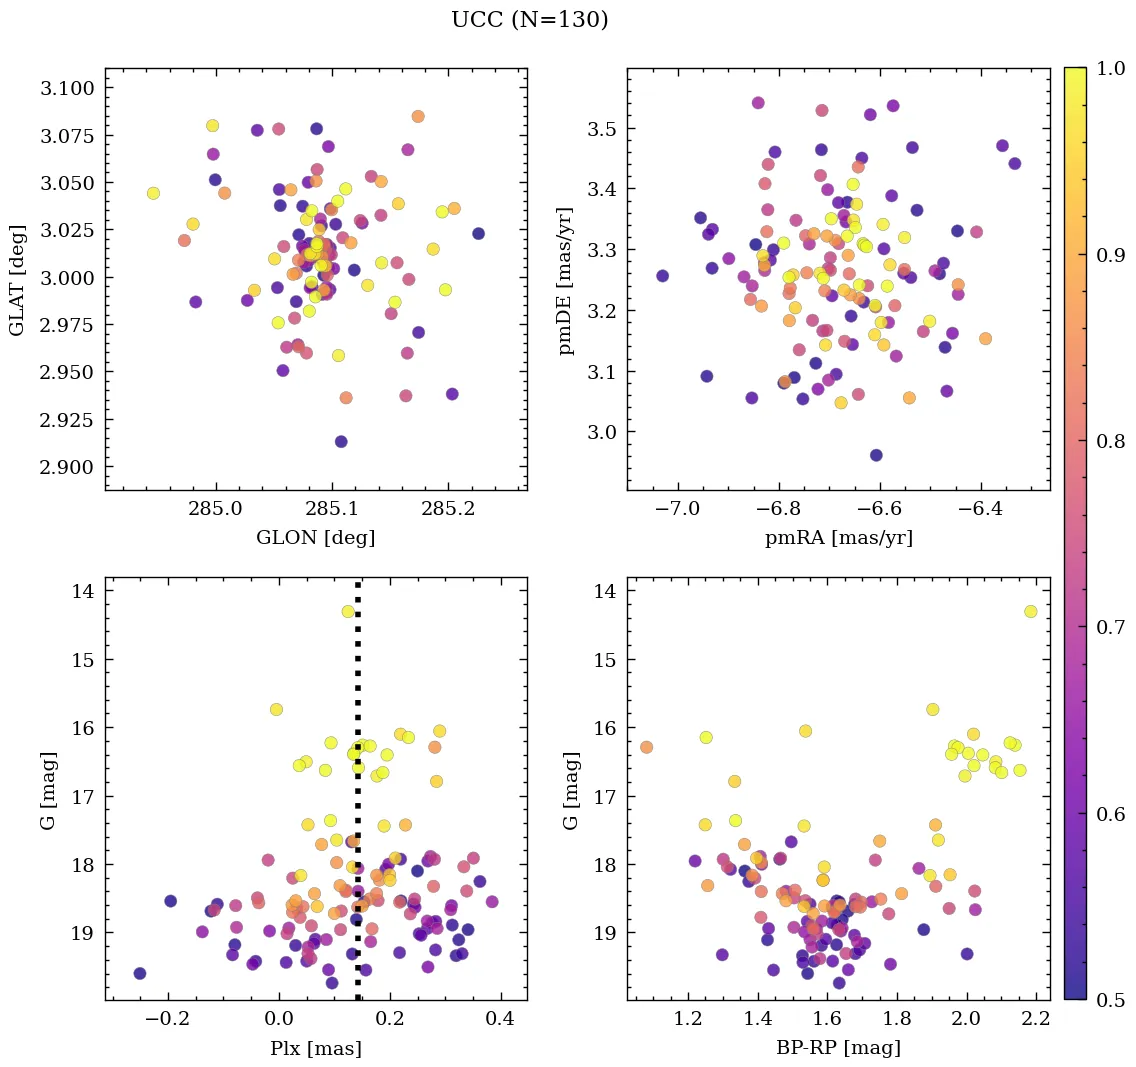 UCC (N=130)
3.100
3.075
3.050
3.025
3.000
2.975
2.950
2.925
2.900
GLAT [deg]
285.0 285.1 285.2
GLON [deg]
3.5
3.4
3.3
3.2
3.1
3.0
pmDE [mas/yr]
−7.0 −6.8 −6.6 −6.4
pmRA [mas/yr]
14
15
16
17
18
19
G [mag]
−0.2 0.0 0.2 0.4
Plx [mas]
14
15
16
17
18
19
G [mag]
1.2 1.4 1.6 1.8 2.0 2.2
BP-RP [mag]
1.0
0.9
0.8
0.7
0.6
0.5